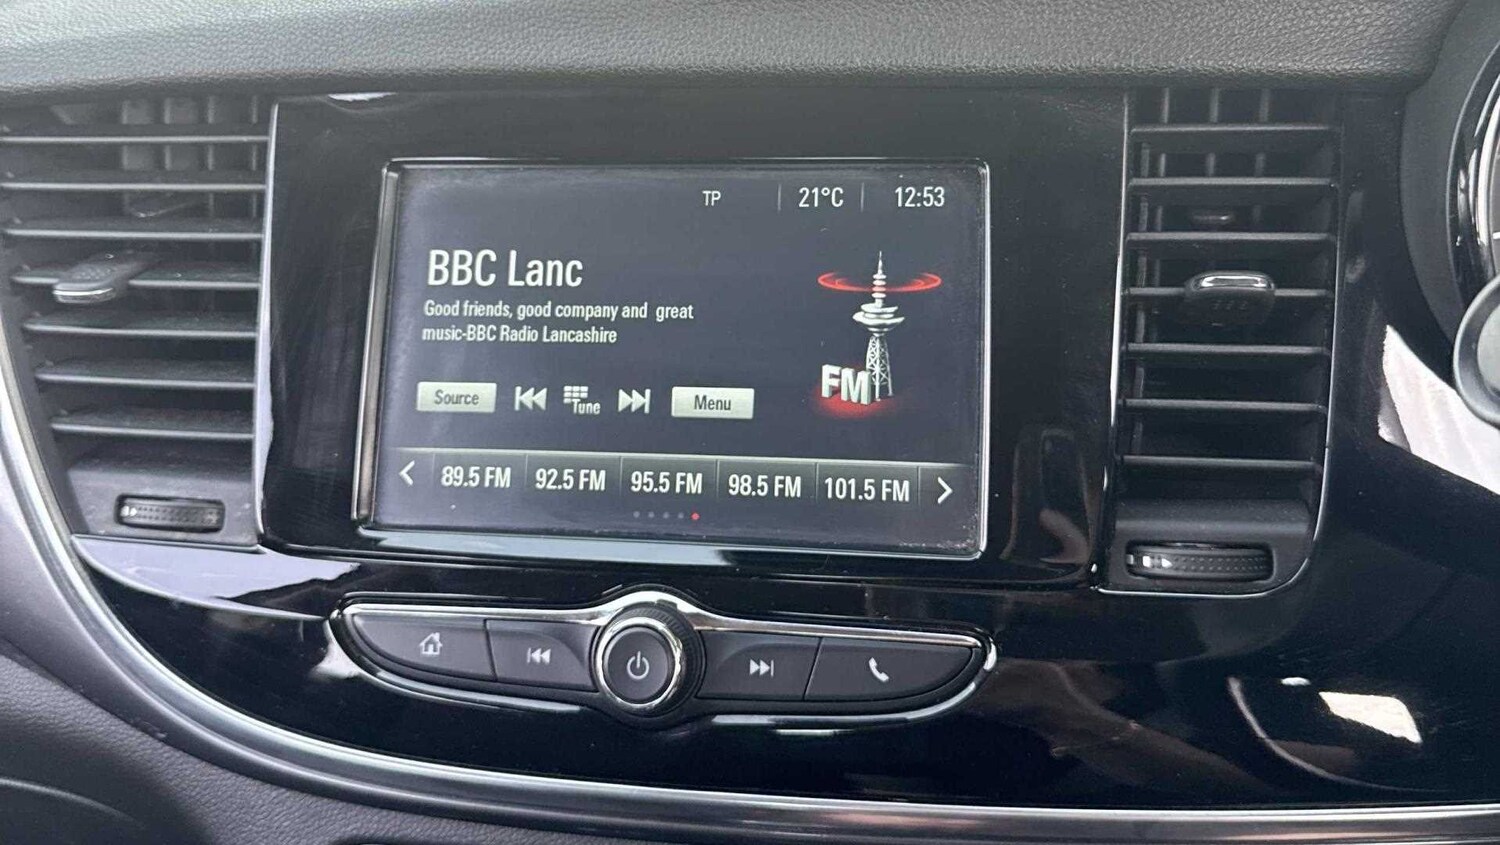 TP 21°C 12:53
BBC Lanc
Good friends, good company and great
music-BBC Radio Lancashire
FM
Source Tune Menu
89.5 FM 92.5 FM 95.5 FM 98.5 FM 101.5 FM